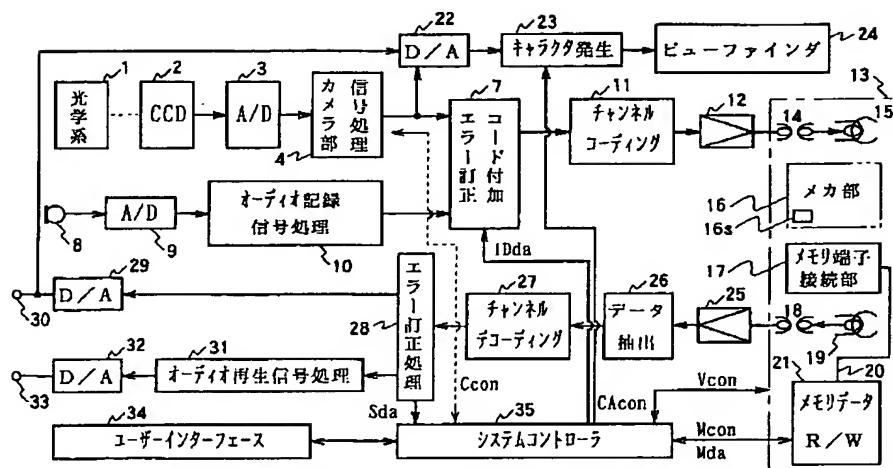 22
23
D/A
キャラクタ発生
ビューファインダ
24
1
2
3
光学系
CCD
A/D
カメラ部
信号処理
4
7
エラー訂正
コード付加
11
チャンネル
コーディング
12
13
14
15
8
A/D
9
オーディオ記録
信号処理
10
メカ部
16
16s
IDda
メモリ端子
接続部
17
29
D/A
30
エラー訂正処理
28
27
チャンネル
デコーディング
26
データ
抽出
25
18
19
20
21
32
D/A
33
31
オーディオ再生信号処理
Ccon
Sda
CAcon
Vcon
34
ユーザーインターフェース
35
システムコントローラ
Mcon
Mda
メモリデータ
R/W